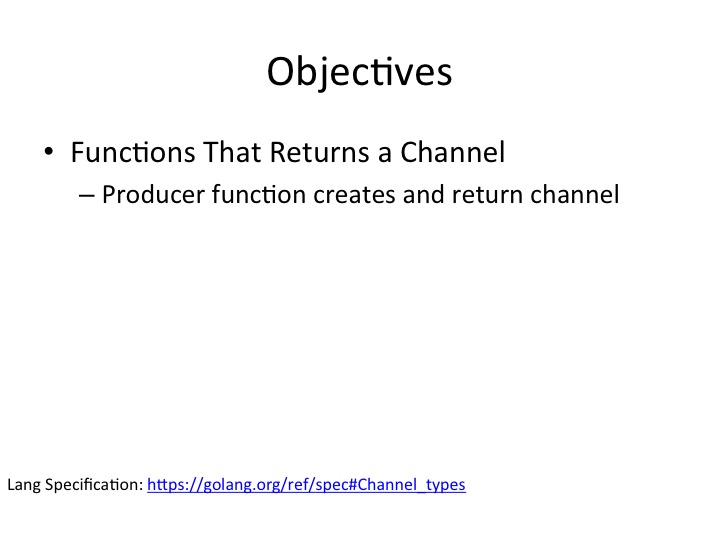 Objectives
• Functions That Returns a Channel
– Producer function creates and return channel
Lang Specification: https://golang.org/ref/spec#Channel_types